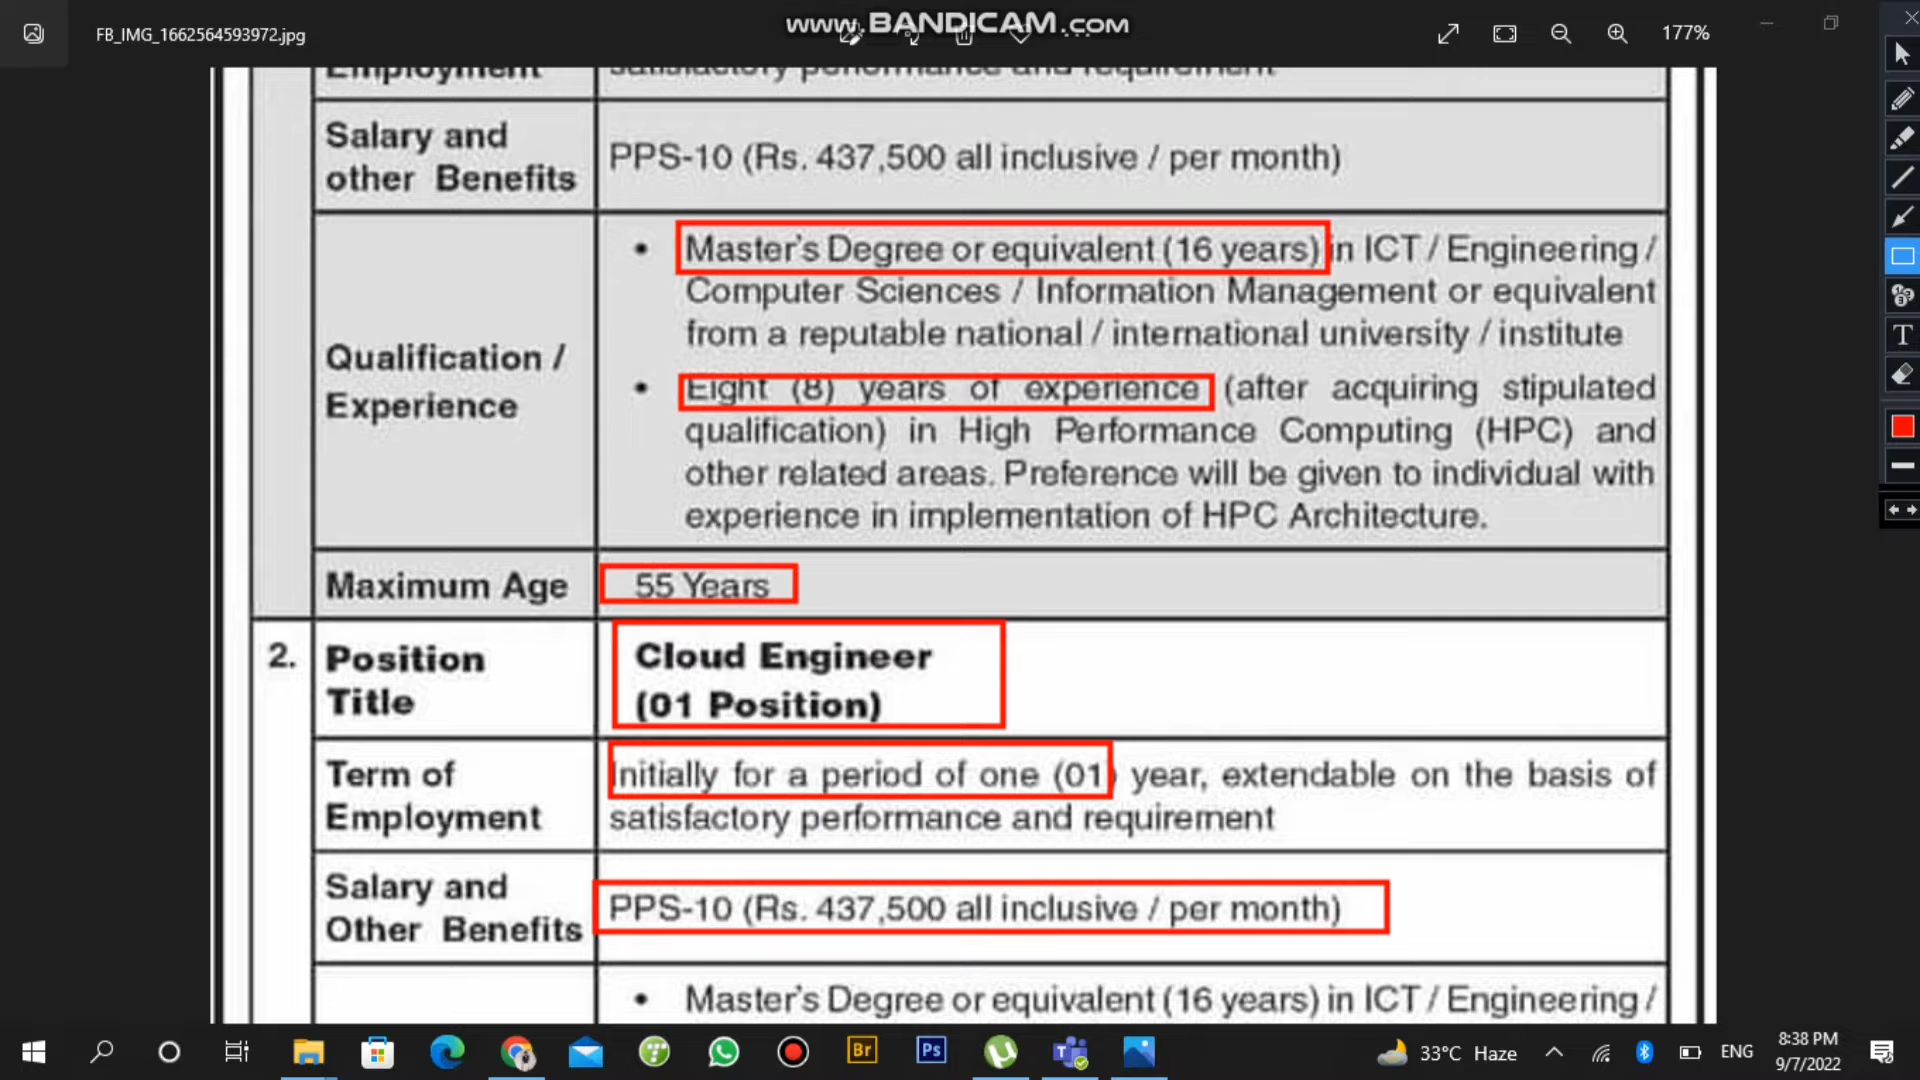 www.BANDICAM.com
FB_IMG_1662564593972.jpg
177%
Employment
satisfactory performance and requirement
Salary and
other Benefits
PPS-10 (Rs. 437,500 all inclusive / per month)
Qualification /
Experience
• Master's Degree or equivalent (16 years) in ICT / Engineering /
Computer Sciences / Information Management or equivalent
from a reputable national / international university / institute
• Eight (8) years of experience (after acquiring stipulated
qualification) in High Performance Computing (HPC) and
other related areas. Preference will be given to individual with
experience in implementation of HPC Architecture.
Maximum Age
55 Years
2.
Position
Title
Cloud Engineer
(01 Position)
Term of
Employment
Initially for a period of one (01) year, extendable on the basis of
satisfactory performance and requirement
Salary and
Other Benefits
PPS-10 (Rs. 437,500 all inclusive / per month)
• Master's Degree or equivalent (16 years) in ICT / Engineering /
T
Br
Ps
33°C Haze
ENG
8:38 PM
9/7/2022